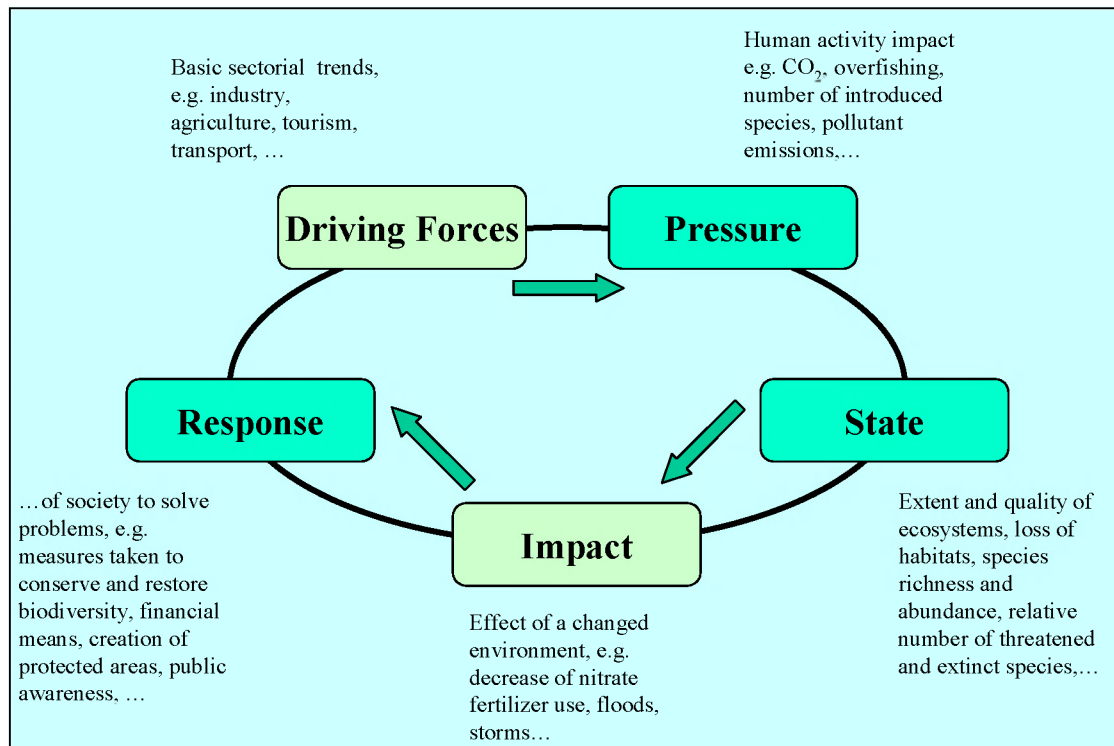 Basic sectorial  trends,
e.g. industry,
agriculture, tourism,
transport, …
Human activity impact
e.g. CO₂, overfishing,
number of introduced
species, pollutant
emissions,…
Driving Forces
Pressure
Response
State
Impact
…of society to solve
problems, e.g.
measures taken to
conserve and restore
biodiversity, financial
means, creation of
protected areas, public
awareness, …
Effect of a changed
environment, e.g.
decrease of nitrate
fertilizer use, floods,
storms…
Extent and quality of
ecosystems, loss of
habitats, species
richness and
abundance, relative
number of threatened
and extinct species,…